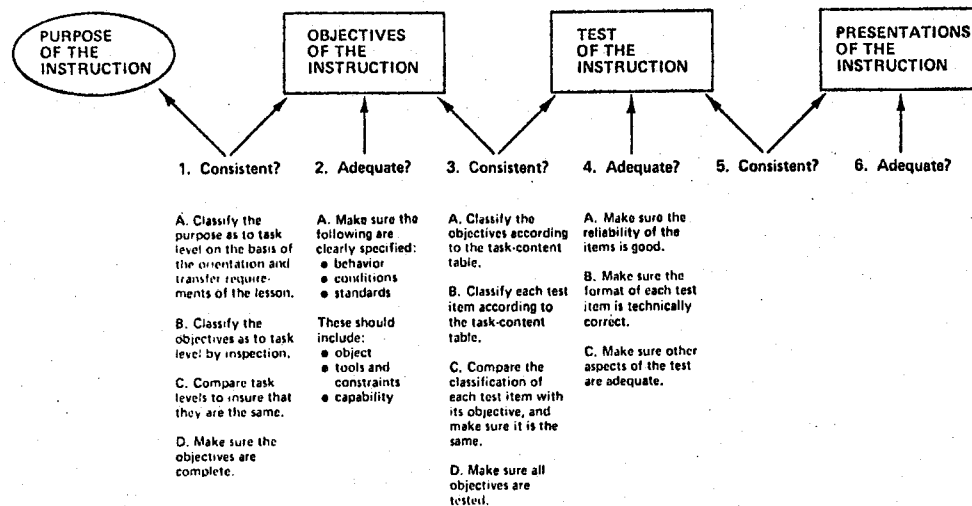 PURPOSE
OF THE
INSTRUCTION
OBJECTIVES
OF THE
INSTRUCTION
TEST
OF THE
INSTRUCTION
PRESENTATIONS
OF THE
INSTRUCTION
1. Consistent?
2. Adequate?
3. Consistent?
4. Adequate?
5. Consistent?
6. Adequate?
A. Classify the
purpose as to task
level on the basis of
the orientation and
transfer require-
ments of the lesson.
B. Classify the
objectives as to task
level by inspection.
C. Compare task
levels to insure that
they are the same.
D. Make sure the
objectives are
complete.
A. Make sure the
following are
clearly specified:
● behavior
● conditions
● standards
These should
include:
● object
● tools and
constraints
● capability
A. Classify the
objectives according
to the task-content
table.
B. Classify each test
item according to
the task-content
table.
C. Compare the
classification of
each test item with
its objective, and
make sure it is the
same.
D. Make sure all
objectives are
tested.
A. Make sure the
reliability of the
items is good.
B. Make sure the
format of each test
item is technically
correct.
C. Make sure other
aspects of the test
are adequate.